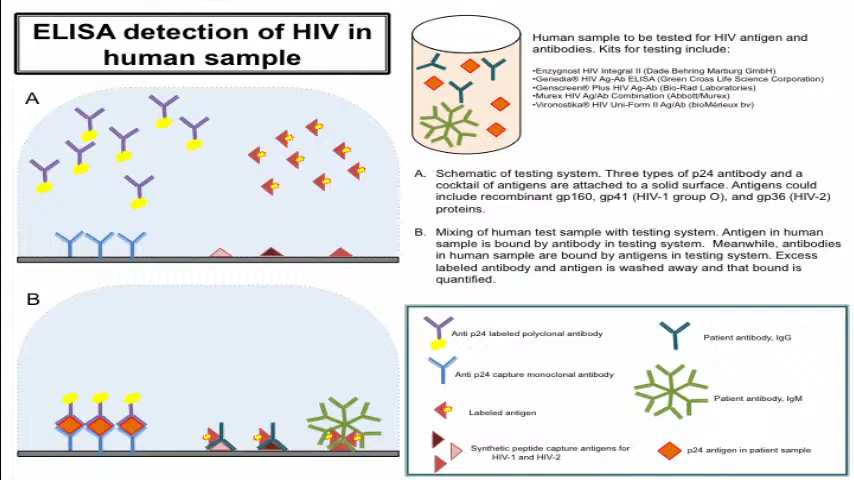 ELISA detection of HIV in
human sample
Human sample to be tested for HIV antigen and
antibodies. Kits for testing include:
•Enzygnost HIV Integral II (Dade Behring Marburg GmbH)
•Genedia® HIV Ag-Ab ELISA (Green Cross Life Science Corporation)
•Genscreen® Plus HIV Ag-Ab (Bio-Rad Laboratories)
•Murex HIV Ag/Ab Combination (Abbott/Murex)
•Vironostika® HIV Uni-Form II Ag/Ab (bioMérieux bv)
A
A. Schematic of testing system. Three types of p24 antibody and a
cocktail of antigens are attached to a solid surface. Antigens could
include recombinant gp160, gp41 (HIV-1 group O), and gp36 (HIV-2)
proteins.
B. Mixing of human test sample with testing system. Antigen in human
sample is bound by antibody in testing system. Meanwhile, antibodies
in human sample are bound by antigens in testing system. Excess
labeled antibody and antigen is washed away and that bound is
quantified.
B
Anti p24 labeled polyclonal antibody
Patient antibody, IgG
Anti p24 capture monoclonal antibody
Patient antibody, IgM
Labeled antigen
Synthetic peptide capture antigens for
HIV-1 and HIV-2
p24 antigen in patient sample